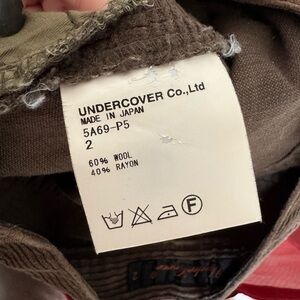 UNDERCOVER Co.,Ltd
MADE IN JAPAN
5A69-P5
2
60% WOOL
40% RAYON
F